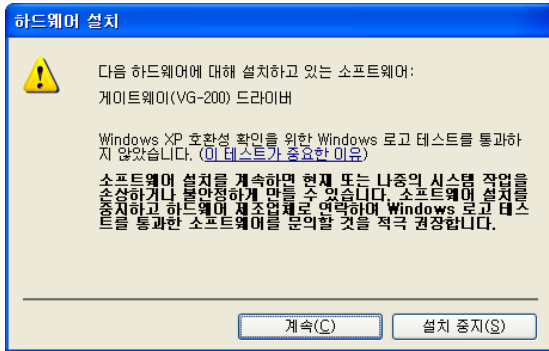 하드웨어 설치
다음 하드웨어에 대해 설치하고 있는 소프트웨어:
게이트웨이(VG-200) 드라이버
Windows XP 호환성 확인을 위한 Windows 로고 테스트를 통과하
지 않았습니다. (이 테스트가 중요한 이유)
소프트웨어 설치를 계속하면 현재 또는 나중의 시스템 작업을
손상하거나 불안정하게 만들 수 있습니다. 소프트웨어 설치를
중지하고 하드웨어 제조업체로 연락하여 Windows 로고 테스
트를 통과한 소프트웨어를 문의할 것을 적극 권장합니다.
계속(C)
설치 중지(S)